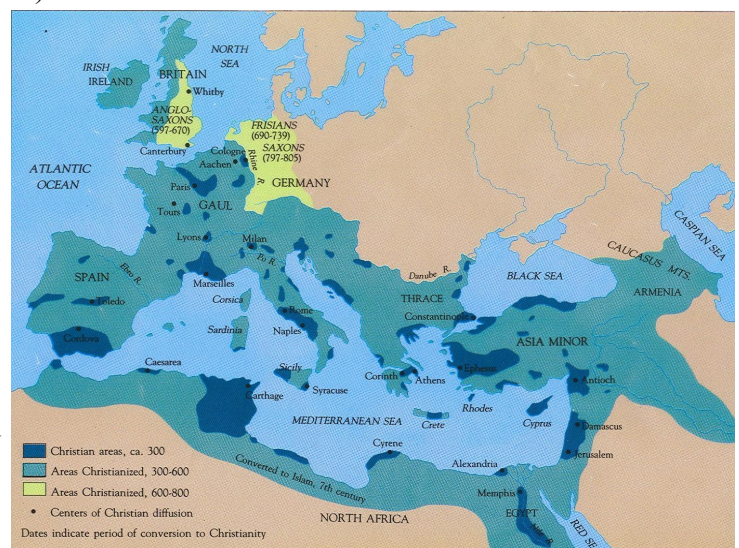 NORTH
SEA
IRISH
IRELAND
BRITAIN
Whitby
ANGLO-
SAXONS
(597-670)
FRISIANS
(690-739)
SAXONS
(797-805)
Canterbury
Cologne
Aachen
Rhine R.
GERMANY
ATLANTIC
OCEAN
Paris
Tours
GAUL
Lyons
Milan
Po R.
CASPIAN SEA
CAUCASUS MTS.
ARMENIA
BLACK SEA
Danube R.
SPAIN
Ebro R.
Marseilles
Corsica
THRACE
Constantinople
Toledo
Rome
Sardinia
Naples
ASIA MINOR
Cordova
Caesarea
Sicily
Corinth
Athens
Ephesus
Antioch
Carthage
Syracuse
Rhodes
Crete
Cyprus
MEDITERRANEAN SEA
Damascus
Jerusalem
Cyrene
Alexandria
Converted to Islam, 7th century
Memphis
EGYPT
Nile R.
RED SE
NORTH AFRICA
Christian areas, ca. 300
Areas Christianized, 300-600
Areas Christianized, 600-800
Centers of Christian diffusion
Dates indicate period of conversion to Christianity